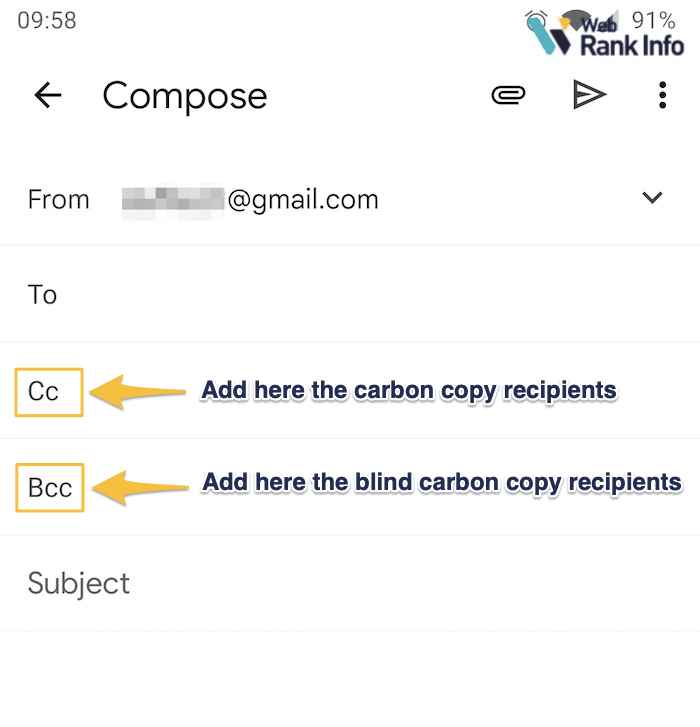 09:58 91%
Web
Rank Info
Compose
From @gmail.com
To
Cc Add here the carbon copy recipients
Bcc Add here the blind carbon copy recipients
Subject